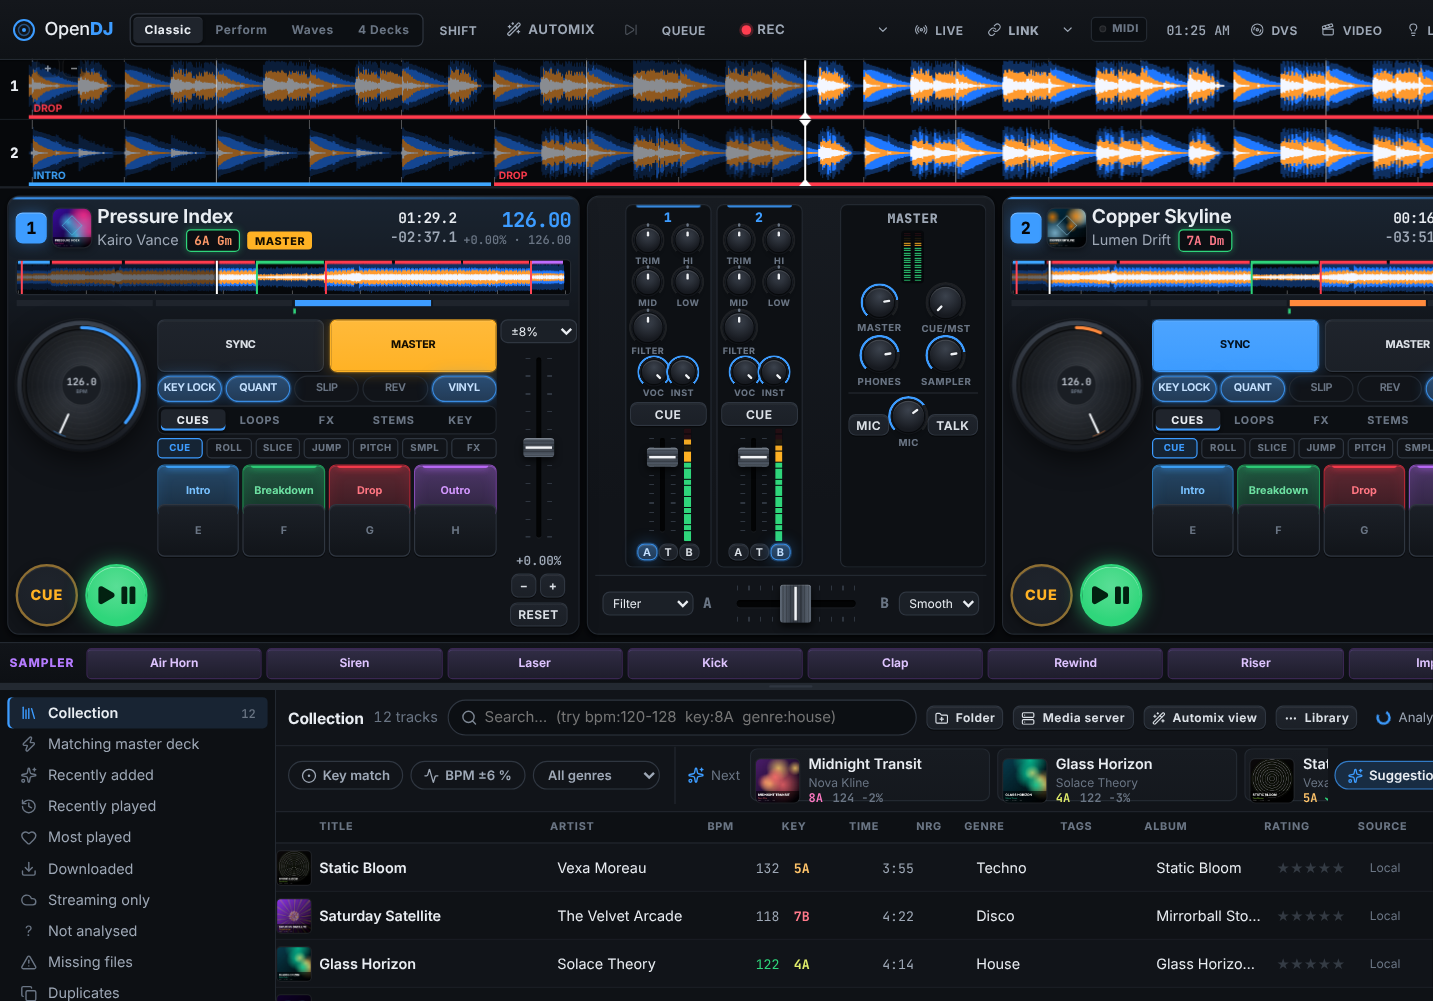 OpenDJ Classic Perform Waves 4 Decks SHIFT AUTOMIX QUEUE REC LIVE LINK MIDI 01:25 AM DVS VIDEO L
1
+ −
DROP
2
INTRO DROP
1 Pressure Index 01:29.2 126.00
Kairo Vance 6A Gm MASTER -02:37.1 +0.00% · 126.00
SYNC MASTER ±8%
126.0
BPM
KEY LOCK QUANT SLIP REV VINYL
CUES LOOPS FX STEMS KEY
CUE ROLL SLICE JUMP PITCH SMPL FX
Intro Breakdown Drop Outro
E F G H
+0.00%
− +
RESET
CUE
1 2 MASTER
TRIM HI TRIM HI
MID LOW MID LOW
MASTER CUE/MST
FILTER FILTER
PHONES SAMPLER
VOC INST VOC INST
CUE CUE
MIC TALK
MIC
A T B A T B
Filter A B Smooth
2 Copper Skyline 00:16
Lumen Drift 7A Dm -03:51
SYNC MASTER
126.0
BPM
KEY LOCK QUANT SLIP REV
CUES LOOPS FX STEMS
CUE ROLL SLICE JUMP PITCH SMPL
Intro Breakdown Drop
E F G
CUE
SAMPLER Air Horn Siren Laser Kick Clap Rewind Riser Imp
Collection 12
Matching master deck
Recently added
Recently played
Most played
Downloaded
Streaming only
Not analysed
Missing files
Duplicates
Collection 12 tracks Search... (try bpm:120-128 key:8A genre:house) Folder Media server Automix view Library Analy
Key match BPM ±6 % All genres Next
Midnight Transit
Nova Kline
8A 124 -2%
Glass Horizon
Solace Theory
4A 122 -3%
Stat
Vexa
5A
Suggestio
TITLE ARTIST BPM KEY TIME NRG GENRE TAGS ALBUM RATING SOURCE
Static Bloom Vexa Moreau 132 5A 3:55 Techno Static Bloom ★★★★★ Local
Saturday Satellite The Velvet Arcade 118 7B 4:22 Disco Mirrorball Sto... ★★★★★ Local
Glass Horizon Solace Theory 122 4A 4:14 House Glass Horizo... ★★★★★ Local